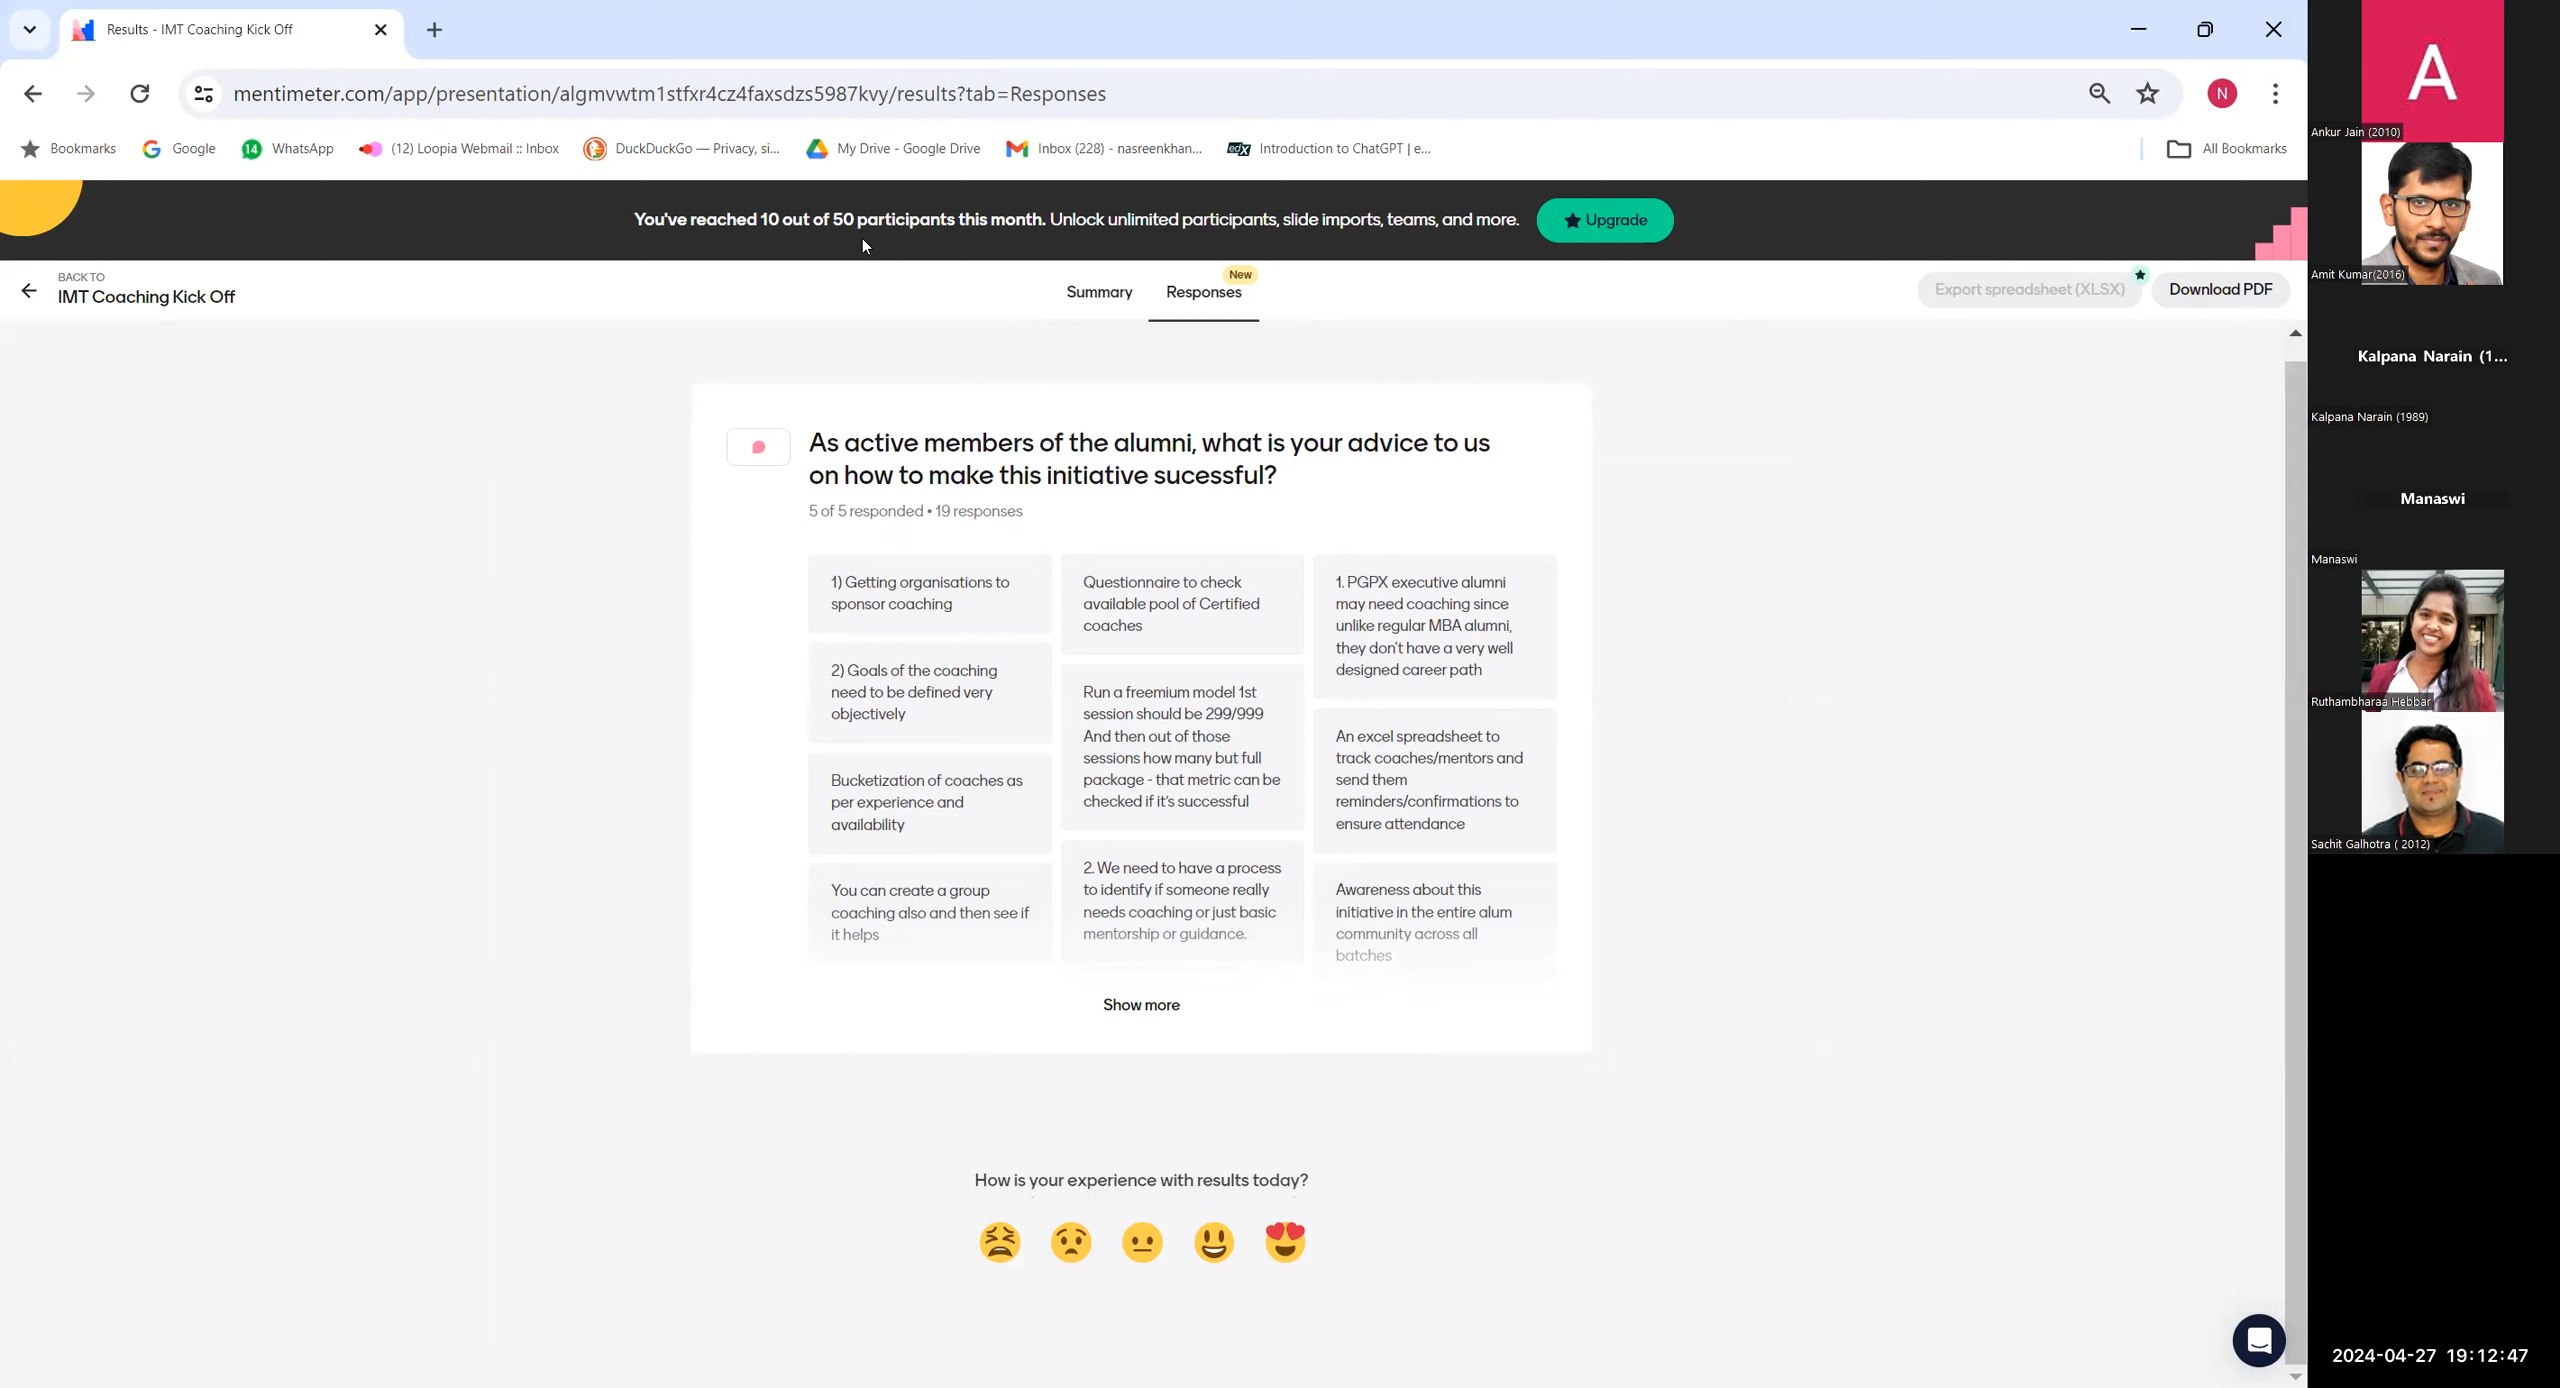 Results - IMT Coaching Kick Off
mentimeter.com/app/presentation/algmvwtm1stfxr4cz4faxsdzs5987kvy/results?tab=Responses
N
Bookmarks
Google
14
WhatsApp
(12) Loopia Webmail :: Inbox
DuckDuckGo — Privacy, si...
My Drive - Google Drive
Inbox (228) - nasreenkhan...
edX
Introduction to ChatGPT | e...
All Bookmarks
You've reached 10 out of 50 participants this month. Unlock unlimited participants, slide imports, teams, and more.
Upgrade
BACK TO
IMT Coaching Kick Off
Summary
Responses
New
Export spreadsheet (XLSX)
Download PDF
As active members of the alumni, what is your advice to us
on how to make this initiative sucessful?
5 of 5 responded • 19 responses
1) Getting organisations to
sponsor coaching
2) Goals of the coaching
need to be defined very
objectively
Bucketization of coaches as
per experience and
availability
You can create a group
coaching also and then see if
it helps
Questionnaire to check
available pool of Certified
coaches
Run a freemium model 1st
session should be 299/999
And then out of those
sessions how many but full
package - that metric can be
checked if it's successful
2. We need to have a process
to identify if someone really
needs coaching or just basic
mentorship or guidance.
1. PGPX executive alumni
may need coaching since
unlike regular MBA alumni,
they don't have a very well
designed career path
An excel spreadsheet to
track coaches/mentors and
send them
reminders/confirmations to
ensure attendance
Awareness about this
initiative in the entire alum
community across all
batches
Show more
How is your experience with results today?
A
Ankur Jain (2010)
Amit Kumar(2016)
Kalpana Narain (1...
Kalpana Narain (1989)
Manaswi
Manaswi
Ruthambharaa Hebbar
Sachit Galhotra ( 2012)
2024-04-27 19:12:47